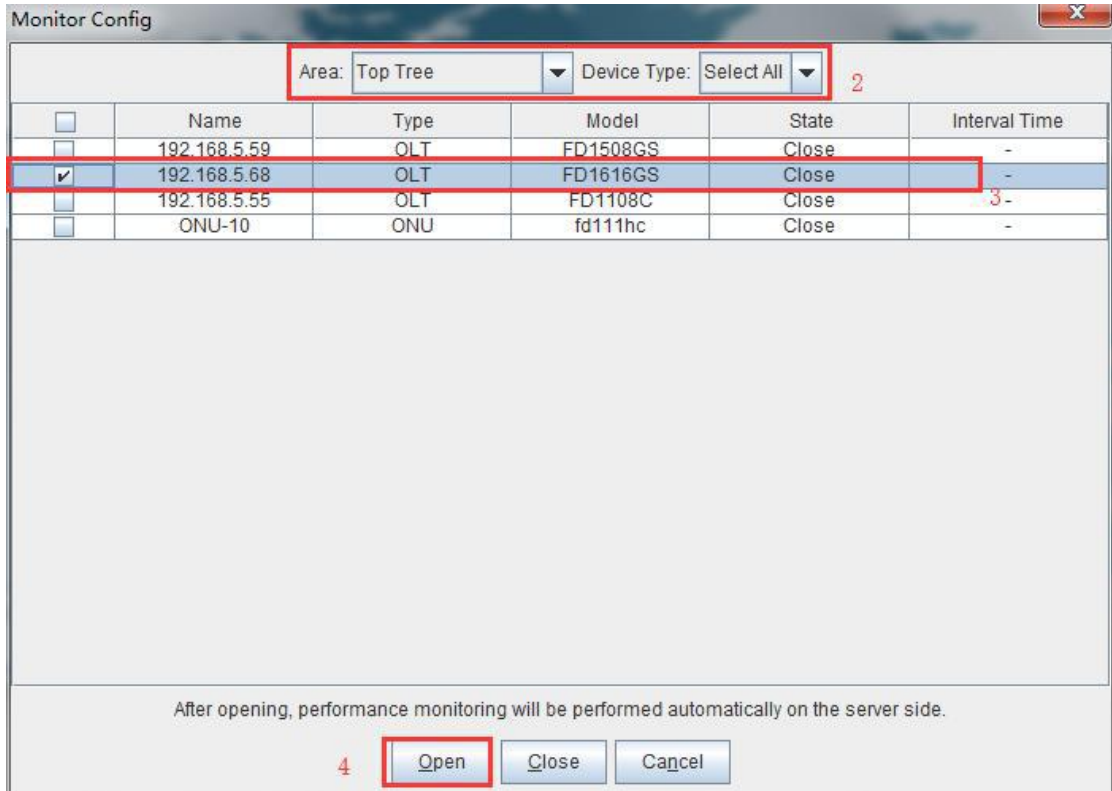 Monitor Config
Area: Top Tree Device Type: Select All 2
Name Type Model State Interval Time
192.168.5.59 OLT FD1508GS Close -
192.168.5.68 OLT FD1616GS Close -
192.168.5.55 OLT FD1108C Close 3 -
ONU-10 ONU fd111hc Close -
After opening, performance monitoring will be performed automatically on the server side.
4 Open Close Cancel